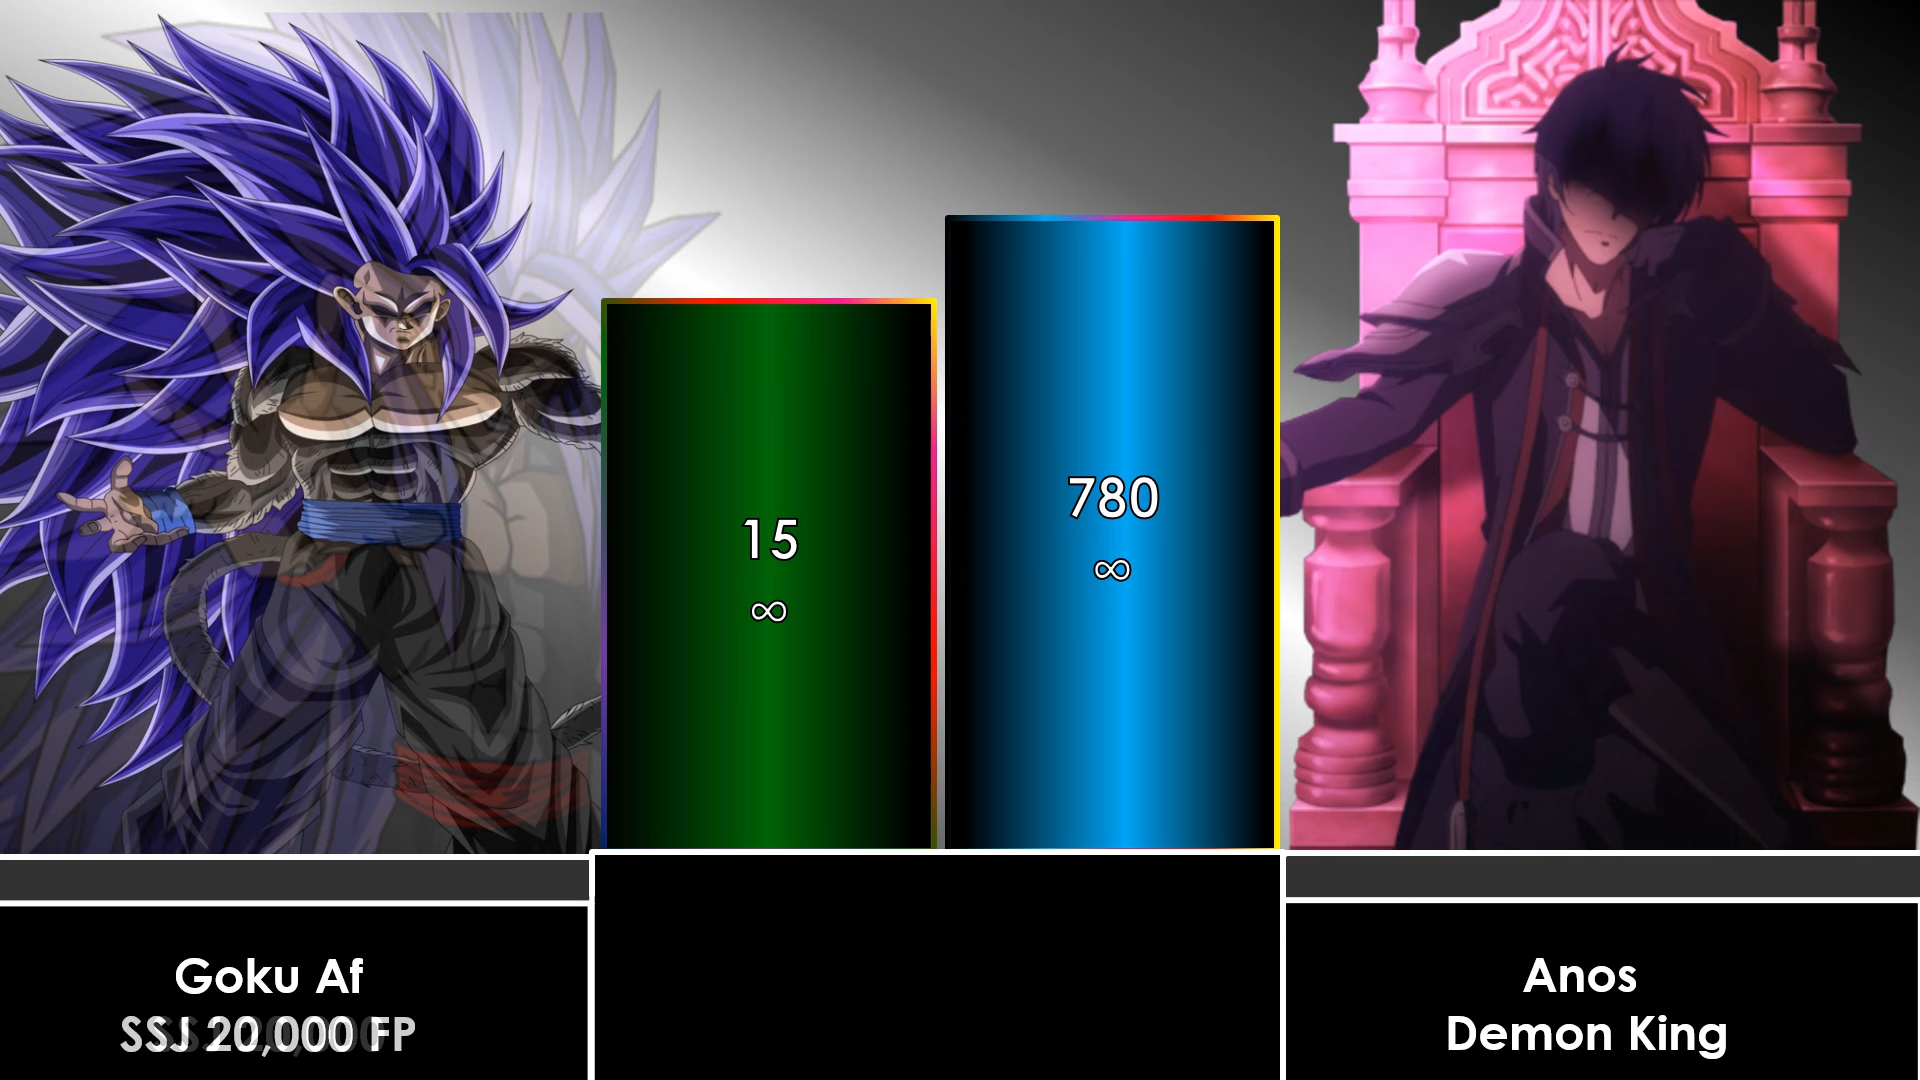 15
∞
780
∞
Goku Af
SSJ 20,000 FP
Anos
Demon King